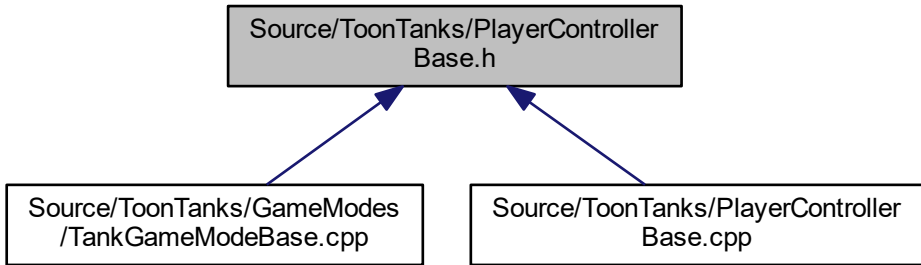 Source/ToonTanks/PlayerController
Base.h
Source/ToonTanks/GameModes
/TankGameModeBase.cpp
Source/ToonTanks/PlayerController
Base.cpp